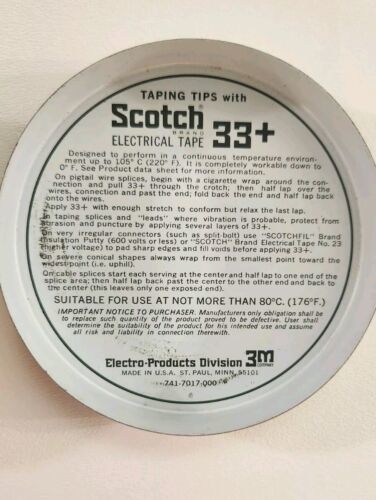 TAPING TIPS with
Scotch®
BRAND
ELECTRICAL TAPE 33+
Designed to perform in a continuous temperature environ-
ment up to 105° C (220° F). It is completely workable down to
0° F. See Product data sheet for more information.
On pigtail wire splices, begin with a cigarette wrap around the con-
nection and pull 33+ through the crotch; then half lap over the
wires, connection and past the end; fold back the end and half lap
over again.
Apply 33+ with enough stretch to conform but relax the last lap.
In taping splices and "leads" where vibration is probable, protect from
abrasion and puncture by applying several layers of 33+.
On very irregular connectors (such as split-bolt) use "SCOTCHFIL" Brand
Insulation Putty (600 volts or less) or "SCOTCH" Brand Electrical Tape No. 23
(higher voltage) to pad sharp edges and fill voids before applying 33+.
On severe conical shapes always wrap from the smallest point toward the
widest point (i.e. uphill).
On cable splices start each serving at the center and half lap to one end of the
splice area; then half lap back past the center to the other end and back to
the center (this leaves only one exposed end).
SUITABLE FOR USE AT NOT MORE THAN 80°C. (176°F.)
IMPORTANT NOTICE TO PURCHASER. Manufacturers only obligation shall be
to replace such quantity of the product proved to be defective. User shall
determine the suitability of the product for his intended use and assume
all risk and liability in connection therewith.
Electro-Products Division 3M
COMPANY
MADE IN U.S.A. ST. PAUL, MINN. 55101
741-7017-000